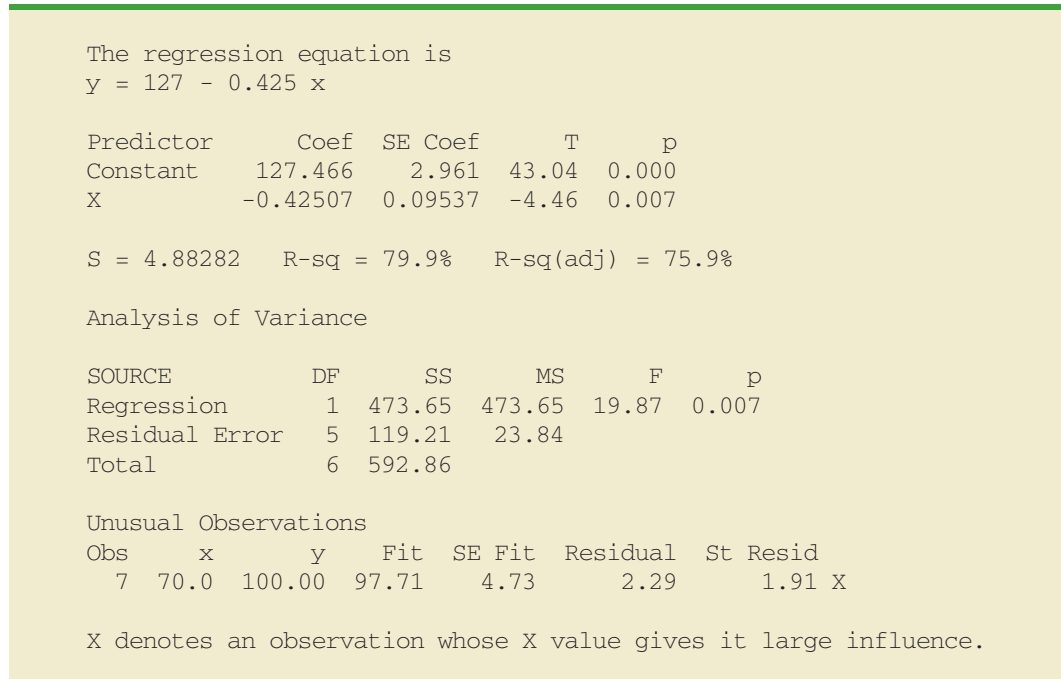 The regression equation is
y = 127 - 0.425 x
Predictor Coef SE Coef T p
Constant 127.466 2.961 43.04 0.000
X -0.42507 0.09537 -4.46 0.007
S = 4.88282 R-sq = 79.9% R-sq(adj) = 75.9%
Analysis of Variance
SOURCE DF SS MS F p
Regression 1 473.65 473.65 19.87 0.007
Residual Error 5 119.21 23.84
Total 6 592.86
Unusual Observations
Obs x y Fit SE Fit Residual St Resid
7 70.0 100.00 97.71 4.73 2.29 1.91 X
X denotes an observation whose X value gives it large influence.